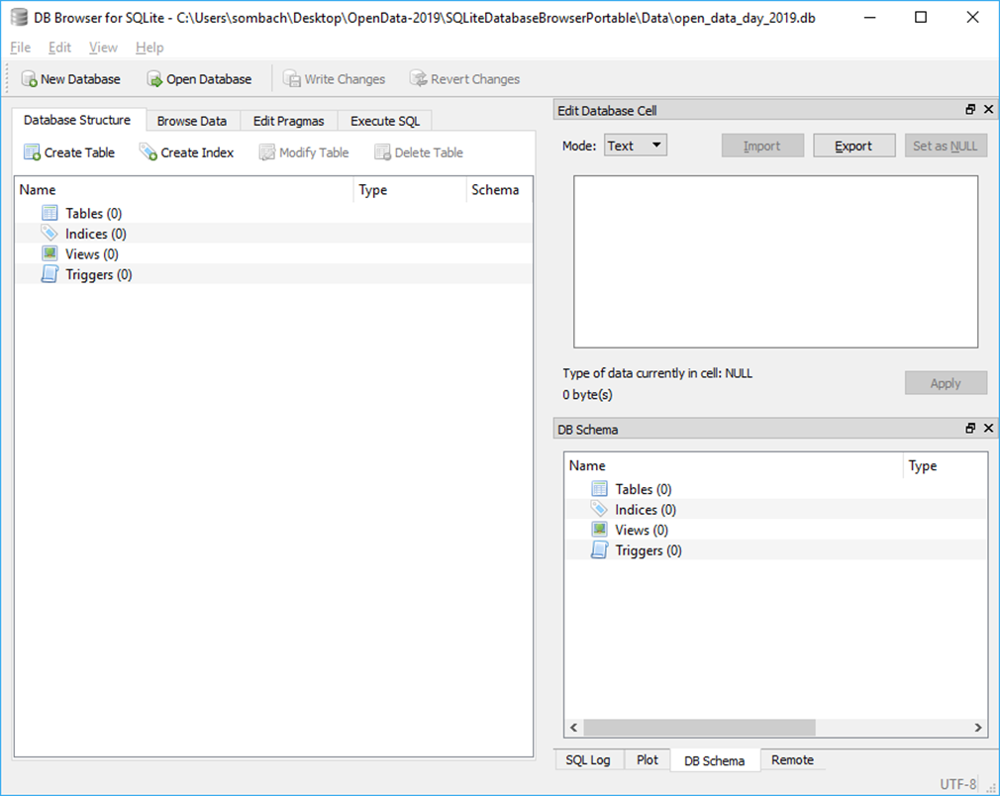 DB Browser for SQLite - C:\Users\sombach\Desktop\OpenData-2019\SQLiteDatabaseBrowserPortable\Data\open_data_day_2019.db
File Edit View Help
New Database Open Database Write Changes Revert Changes
Database Structure Browse Data Edit Pragmas Execute SQL
Create Table Create Index Modify Table Delete Table
Name Type Schema
Tables (0)
Indices (0)
Views (0)
Triggers (0)
Edit Database Cell
Mode: Text Import Export Set as NULL
Type of data currently in cell: NULL
0 byte(s)
Apply
DB Schema
Name Type
Tables (0)
Indices (0)
Views (0)
Triggers (0)
SQL Log Plot DB Schema Remote
UTF-8